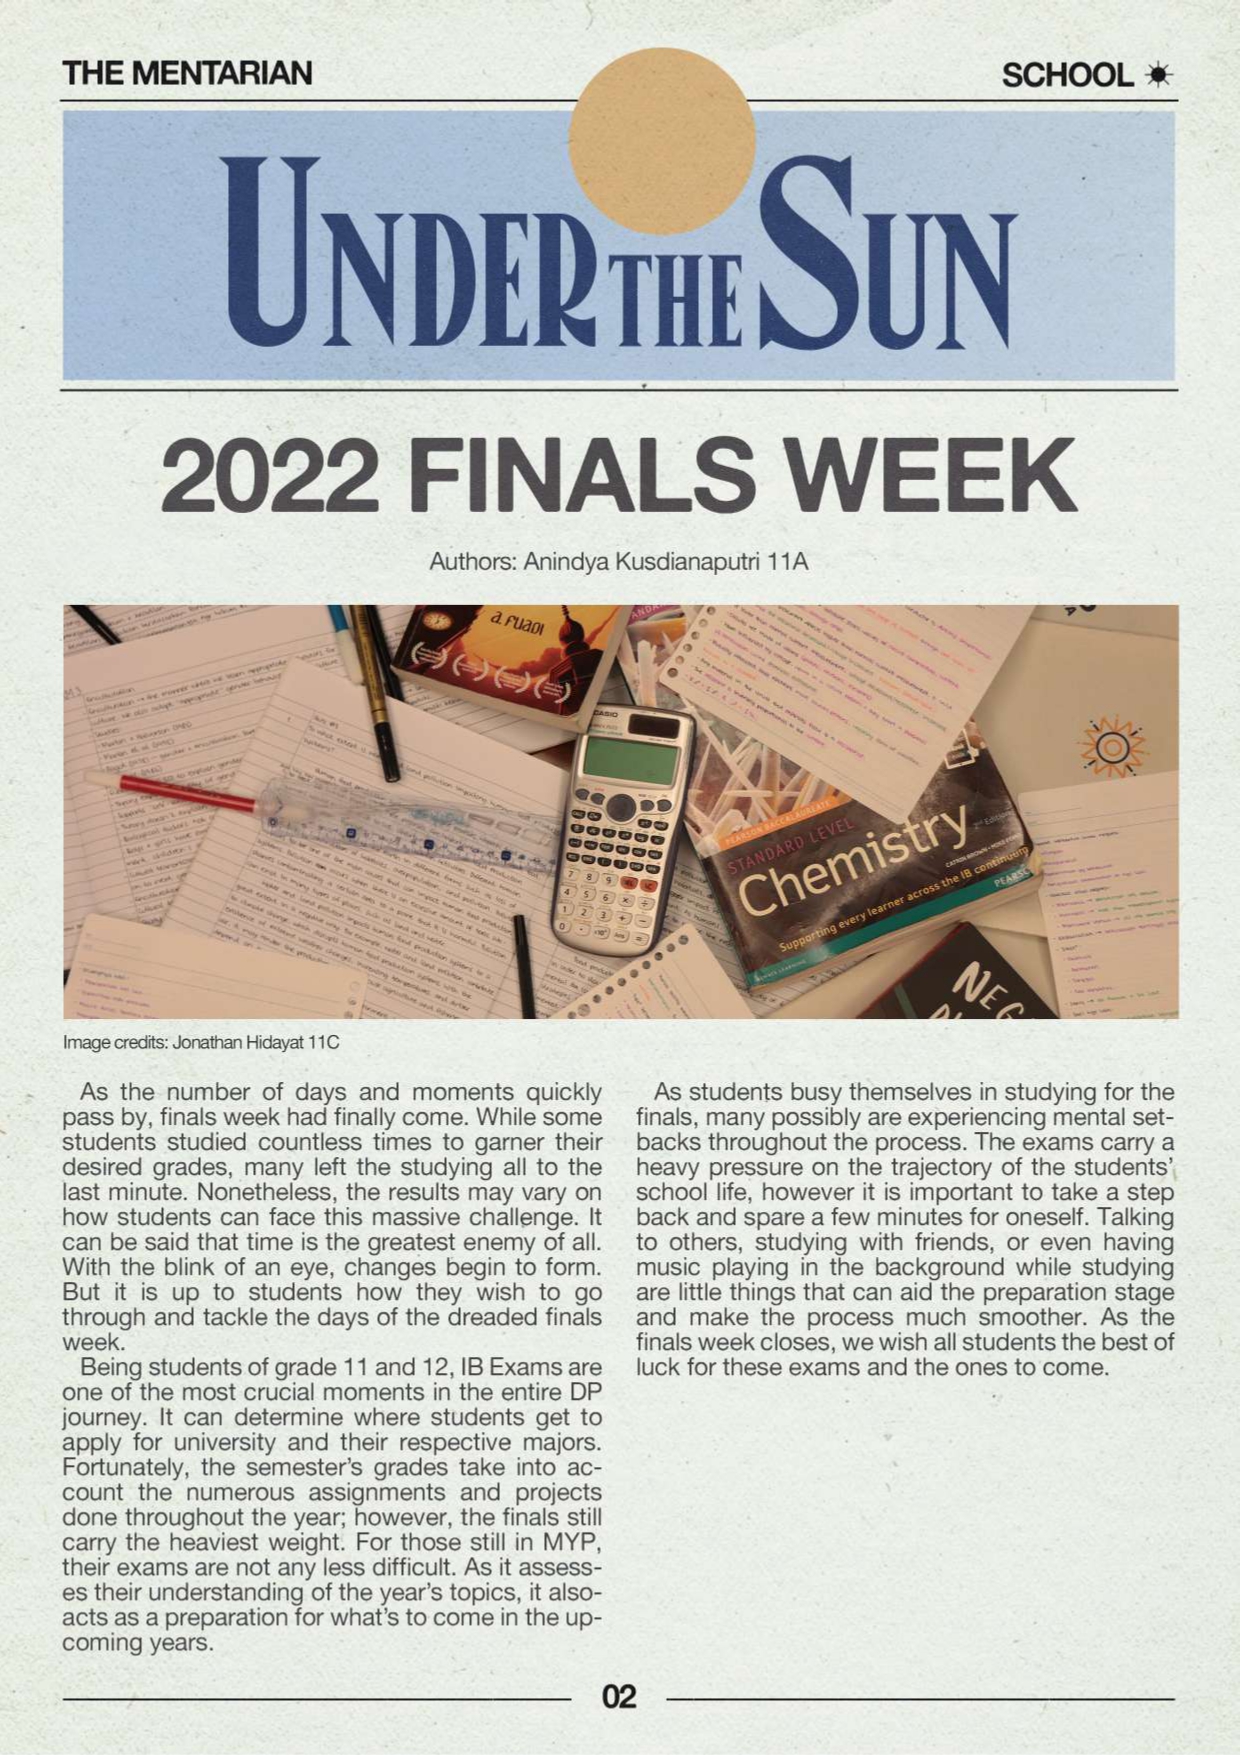 THE MENTARIAN
SCHOOL
UNDER THE SUN
2022 FINALS WEEK
Authors: Anindya Kusdianaputri 11A
a. fuadi
CASIO
PEARSON BACCALAUREATE
STANDARD LEVEL
Chemistry
2nd Edition
Supporting every learner across the IB continuum
NEG
Image credits: Jonathan Hidayat 11C
As the number of days and moments quickly
pass by, finals week had finally come. While some
students studied countless times to garner their
desired grades, many left the studying all to the
last minute. Nonetheless, the results may vary on
how students can face this massive challenge. It
can be said that time is the greatest enemy of all.
With the blink of an eye, changes begin to form.
But it is up to students how they wish to go
through and tackle the days of the dreaded finals
week.
Being students of grade 11 and 12, IB Exams are
one of the most crucial moments in the entire DP
journey. It can determine where students get to
apply for university and their respective majors.
Fortunately, the semester's grades take into ac-
count the numerous assignments and projects
done throughout the year; however, the finals still
carry the heaviest weight. For those still in MYP,
their exams are not any less difficult. As it assess-
es their understanding of the year's topics, it also-
acts as a preparation for what's to come in the up-
coming years.
As students busy themselves in studying for the
finals, many possibly are experiencing mental set-
backs throughout the process. The exams carry a
heavy pressure on the trajectory of the students'
school life, however it is important to take a step
back and spare a few minutes for oneself. Talking
to others, studying with friends, or even having
music playing in the background while studying
are little things that can aid the preparation stage
and make the process much smoother. As the
finals week closes, we wish all students the best of
luck for these exams and the ones to come.
02